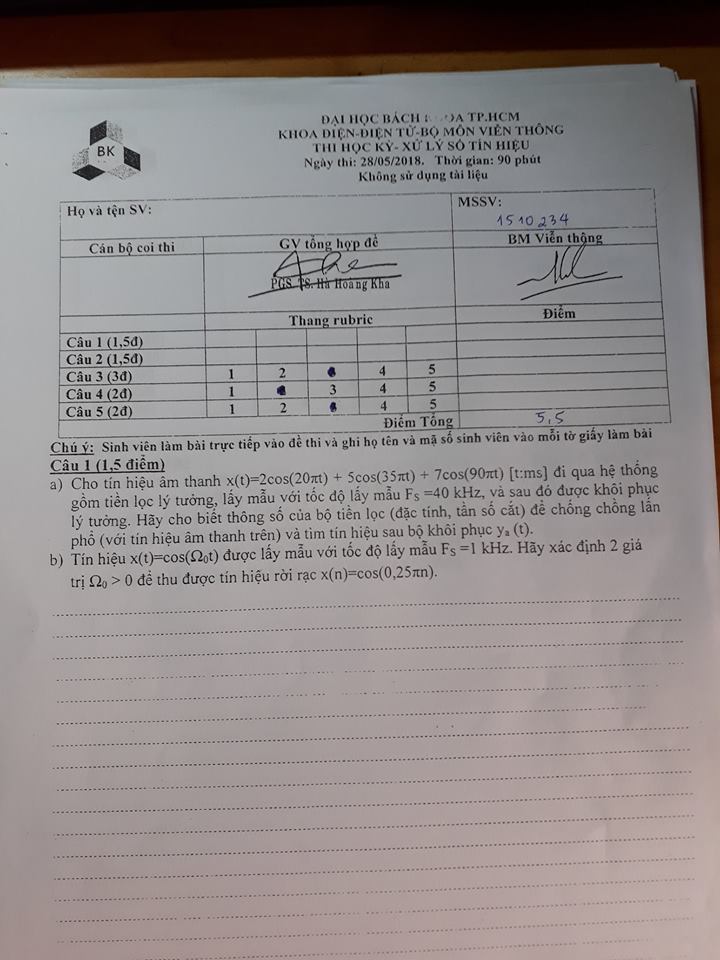 BK
ĐẠI HỌC BÁCH KHOA TP.HCM
KHOA ĐIỆN-ĐIỆN TỬ-BỘ MÔN VIỄN THÔNG
THI HỌC KỲ- XỬ LÝ SỐ TÍN HIỆU
Ngày thi: 28/05/2018. Thời gian: 90 phút
Không sử dụng tài liệu
Họ và tện SV: MSSV:
1510234
Cán bộ coi thi GV tổng hợp đề BM Viễn thông
PGS. TS. Hà Hoàng Kha
Thang rubric Điểm
Câu 1 (1,5đ)
Câu 2 (1,5đ)
Câu 3 (3đ) 1 2 4 5
Câu 4 (2đ) 1 3 4 5
Câu 5 (2đ) 1 2 4 5
Điểm Tổng 5,5
Chú ý: Sinh viên làm bài trực tiếp vào đề thi và ghi họ tên và mã số sinh viên vào mỗi tờ giấy làm bài
Câu 1 (1,5 điểm)
a) Cho tín hiệu âm thanh x(t)=2cos(20πt) + 5cos(35πt) + 7cos(90πt) [t:ms] đi qua hệ thống
gồm tiền lọc lý tưởng, lấy mẫu với tốc độ lấy mẫu Fs =40 kHz, và sau đó được khôi phục
lý tưởng. Hãy cho biết thông số của bộ tiền lọc (đặc tính, tần số cắt) để chống chồng lấn
phổ (với tín hiệu âm thanh trên) và tìm tín hiệu sau bộ khôi phục ya (t).
b) Tín hiệu x(t)=cos(Ω₀t) được lấy mẫu với tốc độ lấy mẫu Fs =1 kHz. Hãy xác định 2 giá
trị Ω₀ > 0 để thu được tín hiệu rời rạc x(n)=cos(0,25πn).